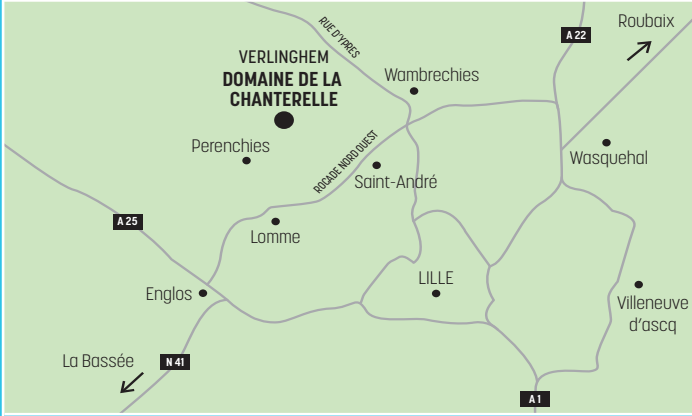 Roubaix
RUE D'YPRES
A 22
VERLINGHEM
DOMAINE DE LA
CHANTERELLE
Wambrechies
Perenchies
ROCADE NORD OUEST
Wasquehal
Saint-André
A 25
Lomme
LILLE
Englos
Villeneuve
d'ascq
La Bassée
N 41
A 1